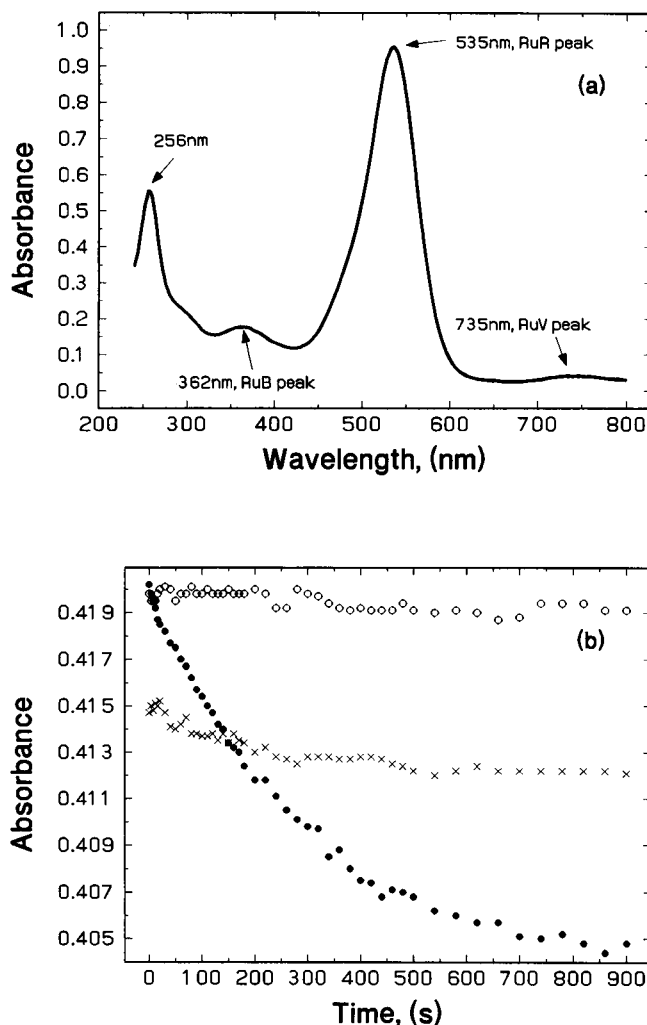 1.0
0.9
0.8
0.7
0.6
0.5
0.4
0.3
0.2
0.1
0.0
Absorbance
535nm, RuR peak
(a)
256nm
362nm, RuB peak
735nm, RuV peak
200 300 400 500 600 700 800
Wavelength, (nm)
0.419
0.417
0.415
0.413
0.412
0.409
0.407
0.405
Absorbance
(b)
0 100 200 300 400 500 600 700 800 900
Time, (s)